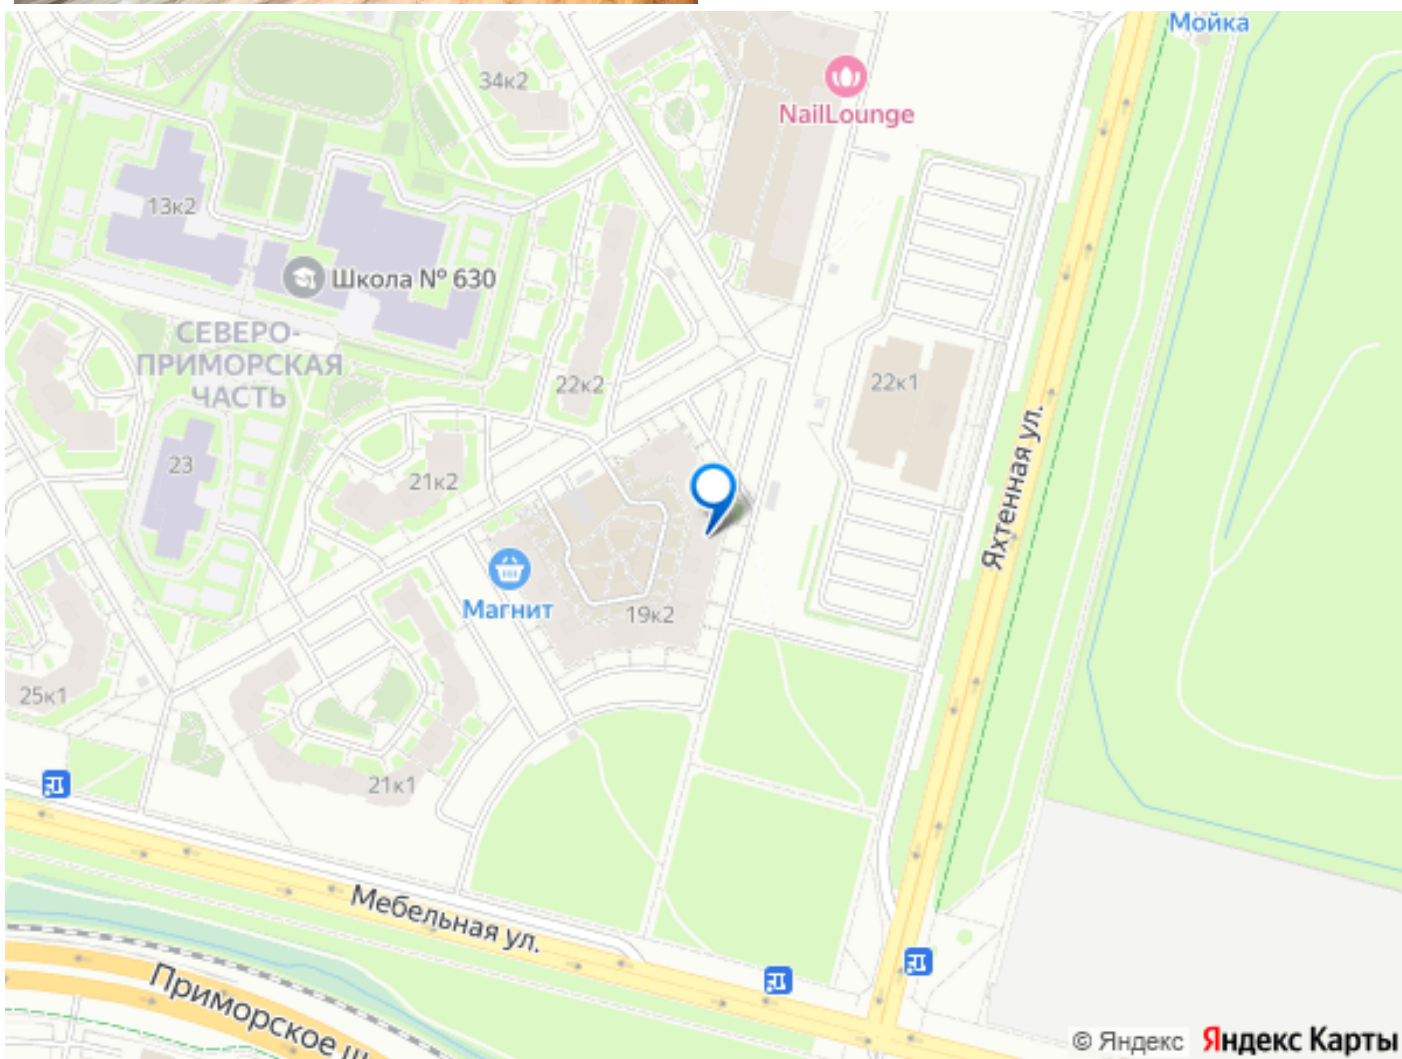 Мойка
34к2
NailLounge
13к2
Школа № 630
СЕВЕРО-
ПРИМОРСКАЯ
ЧАСТЬ
22к2
22к1
Яхтенная ул.
23
21к2
Магнит
19к2
25к1
21к1
Мебельная ул.
Приморское ш
© Яндекс Яндекс Карты